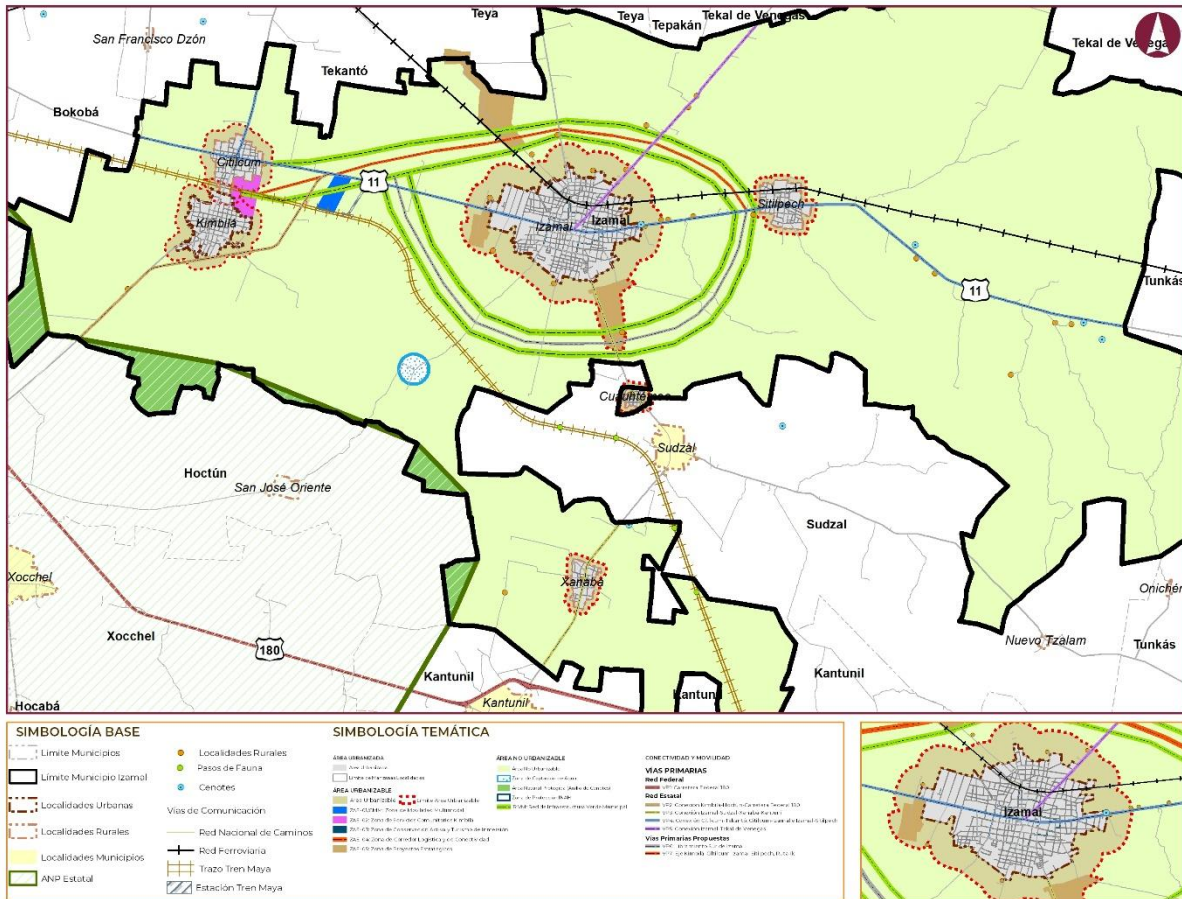 Teya
Teya
Tepakán
Tekal de Venegas
San Francisco Dzón
Tekantó
Tekal de Venegas
Bokobá
Citilcum
11
Kimbilá
Izamal
Izamal
Sitilpech
11
Tunkás
Cuauhtémoc
Sudzal
Hoctún
San José Oriente
Sudzal
Xocchel
Xanabá
Onichén
Xocchel
180
Nuevo Tzalam
Tunkás
Kantunil
Kantunil
Hocabá
Kantunil
Kantunil
SIMBOLOGÍA BASE
Límite Municipios
Límite Municipio Izamal
Localidades Urbanas
Localidades Rurales
Localidades Municipios
ANP Estatal
Localidades Rurales
Pasos de Fauna
Cenotes
Vías de Comunicación
Red Nacional de Caminos
Red Ferroviaria
Trazo Tren Maya
Estación Tren Maya
SIMBOLOGÍA TEMÁTICA
ÁREA URBANIZADA
ÁREA URBANIZABLE
Área Urbanizable
Límite Área Urbanizable
ÁREA NO URBANIZABLE
Área No Urbanizable
CONECTIVIDAD Y MOVILIDAD
VÍAS PRIMARIAS
Red Federal
Red Estatal
Vías Primarias Propuestas
Izamal